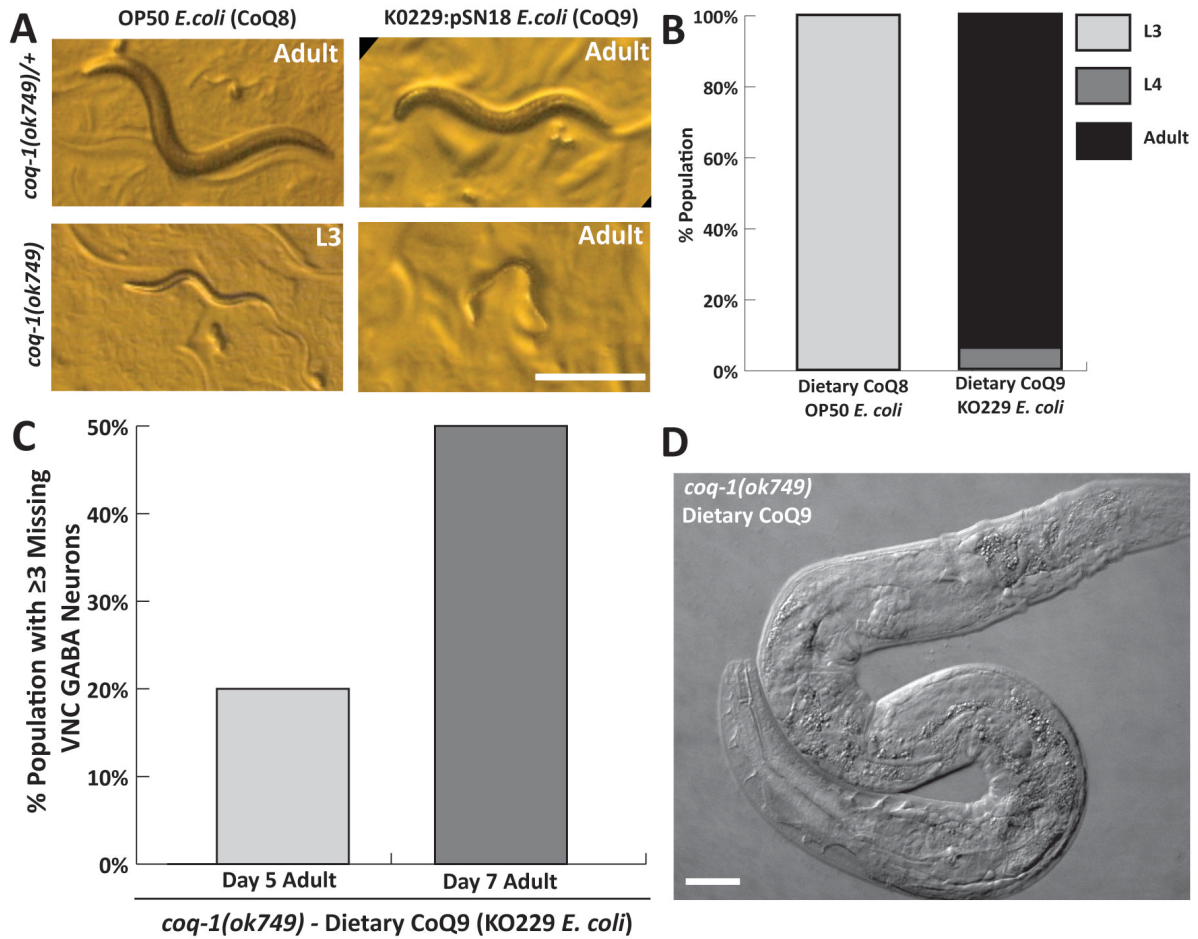 A
OP50 E.coli (CoQ8)
K0229:pSN18 E.coli (CoQ9)
coq-1(ok749)/+
Adult
Adult
coq-1(ok749)
L3
Adult
B
100%
80%
60%
40%
20%
0%
% Population
L3
L4
Adult
Dietary CoQ8
OP50 E. coli
Dietary CoQ9
KO229 E. coli
C
50%
40%
30%
20%
10%
0%
% Population with ≥3 Missing
VNC GABA Neurons
Day 5 Adult
Day 7 Adult
coq-1(ok749) - Dietary CoQ9 (KO229 E. coli)
D
coq-1(ok749)
Dietary CoQ9